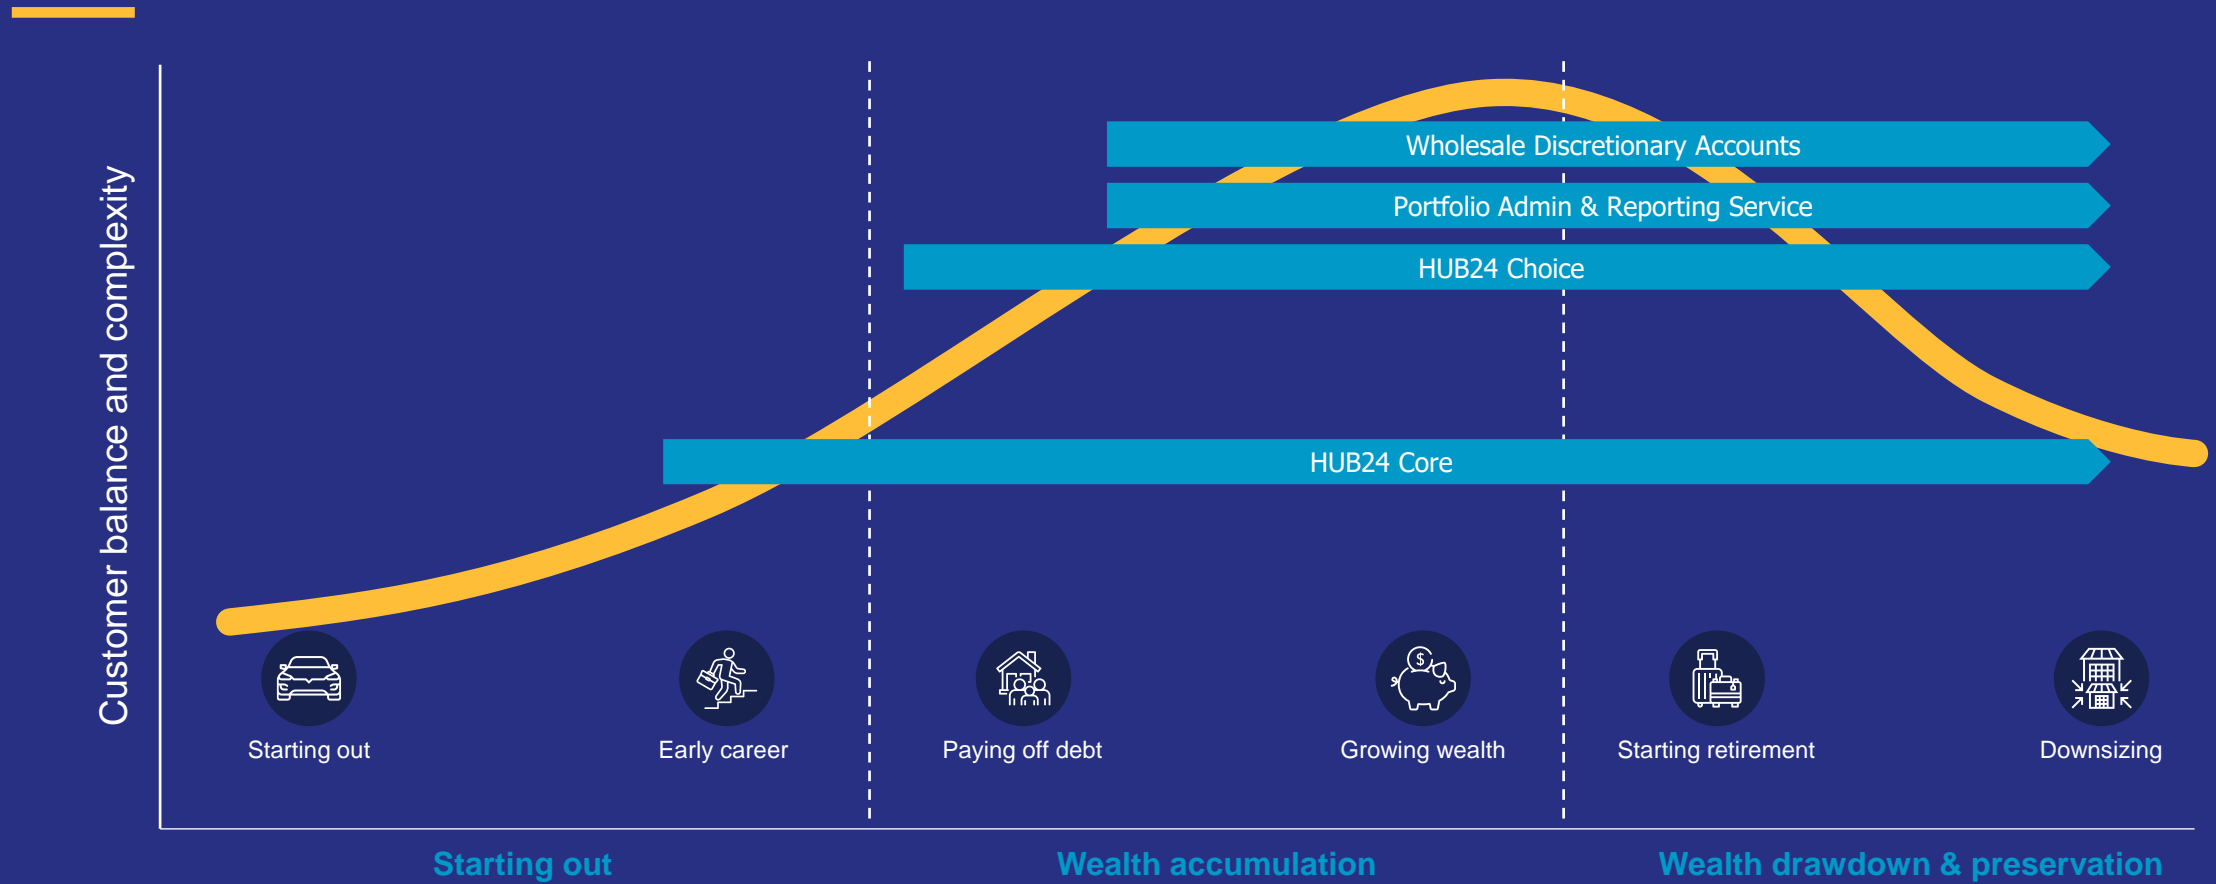 Customer balance and complexity
Wholesale Discretionary Accounts
Portfolio Admin & Reporting Service
HUB24 Choice
HUB24 Core
$
Starting out
Early career
Paying off debt
Growing wealth
Starting retirement
Downsizing
Starting out
Wealth accumulation
Wealth drawdown & preservation